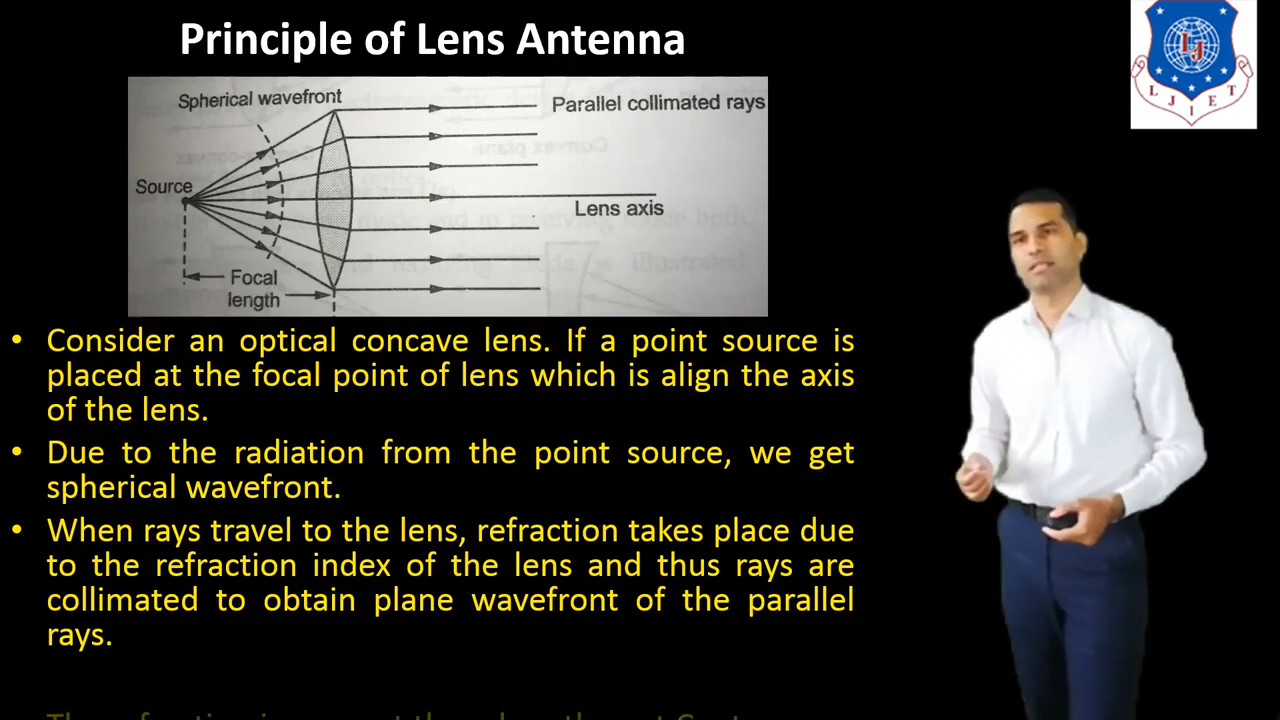 Principle of Lens Antenna
Spherical wavefront
Parallel collimated rays
Source
Lens axis
Focal
length
LJIET
LJ
• Consider an optical concave lens. If a point source is
placed at the focal point of lens which is align the axis
of the lens.
• Due to the radiation from the point source, we get
spherical wavefront.
• When rays travel to the lens, refraction takes place due
to the refraction index of the lens and thus rays are
collimated to obtain plane wavefront of the parallel
rays.